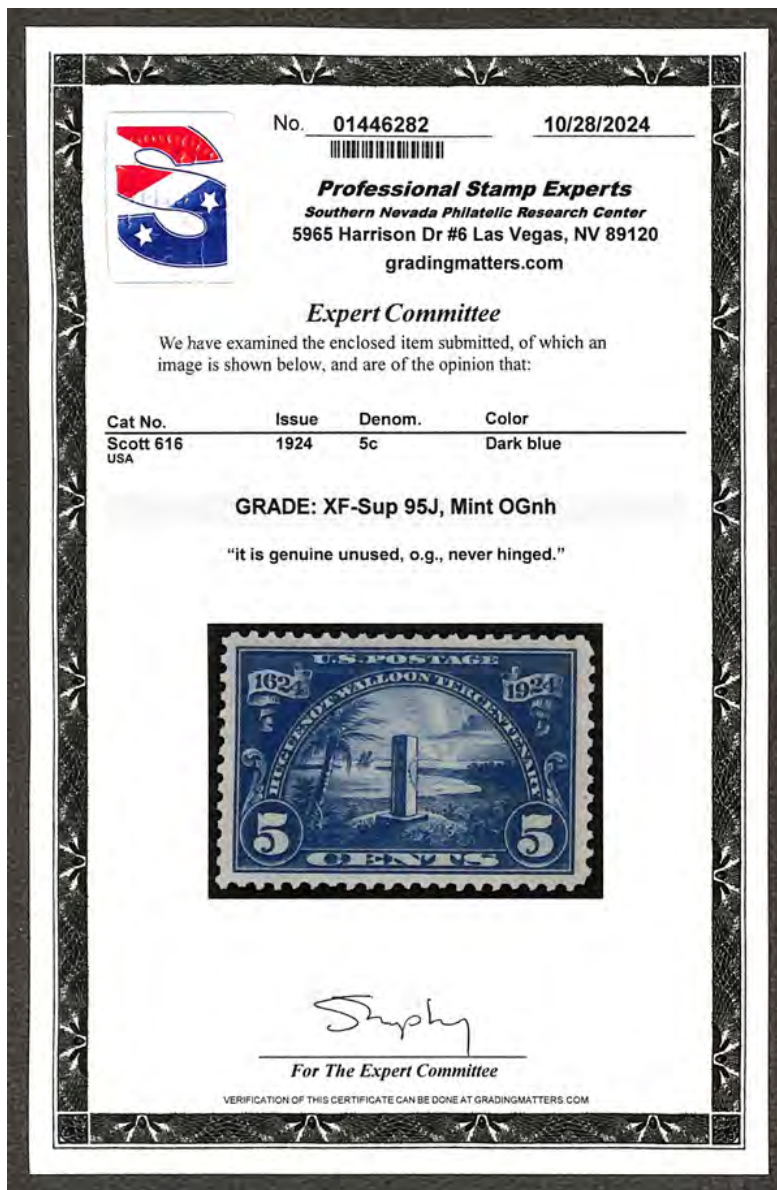 No. 01446282 10/28/2024
Professional Stamp Experts
Southern Nevada Philatelic Research Center
5965 Harrison Dr #6 Las Vegas, NV 89120
gradingmatters.com
Expert Committee
We have examined the enclosed item submitted, of which an
image is shown below, and are of the opinion that:
Cat No. Issue Denom. Color
Scott 616 1924 5c Dark blue
USA
GRADE: XF-Sup 95J, Mint OGnh
“it is genuine unused, o.g., never hinged.”
U.S. POSTAGE
1624 1924
HUGUENOT-WALLOON TERCENTENARY
5 5
CENTS
For The Expert Committee
VERIFICATION OF THIS CERTIFICATE CAN BE DONE AT GRADINGMATTERS.COM